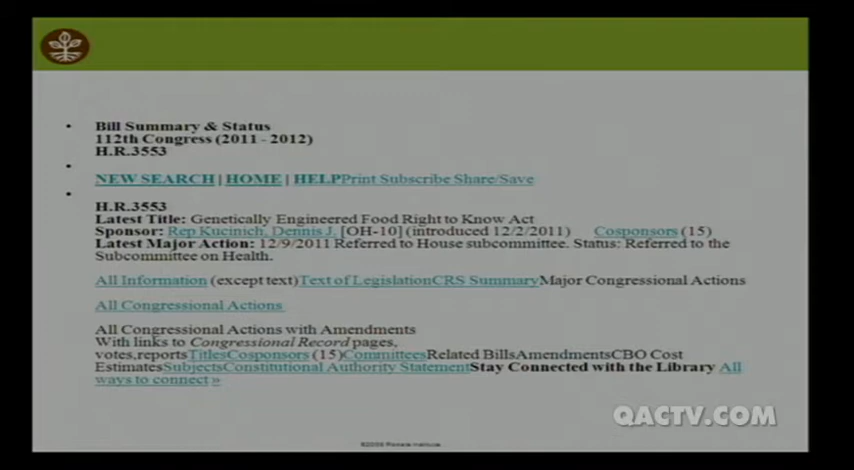 Bill Summary & Status
112th Congress (2011 - 2012)
H.R.3553
NEW SEARCH | HOME | HELPPrint Subscribe Share/Save
H.R.3553
Latest Title: Genetically Engineered Food Right to Know Act
Sponsor: Rep Kucinich, Dennis J. [OH-10] (introduced 12/2/2011) Cosponsors (15)
Latest Major Action: 12/9/2011 Referred to House subcommittee. Status: Referred to the
Subcommittee on Health.
All Information (except text)Text of LegislationCRS SummaryMajor Congressional Actions
All Congressional Actions
All Congressional Actions with Amendments
With links to Congressional Record pages,
votes,reportsTitlesCosponsors (15)CommitteesRelated BillsAmendmentsCBO Cost
EstimatesSubjectsConstitutional Authority StatementStay Connected with the Library All
ways to connect »
QACTV.COM